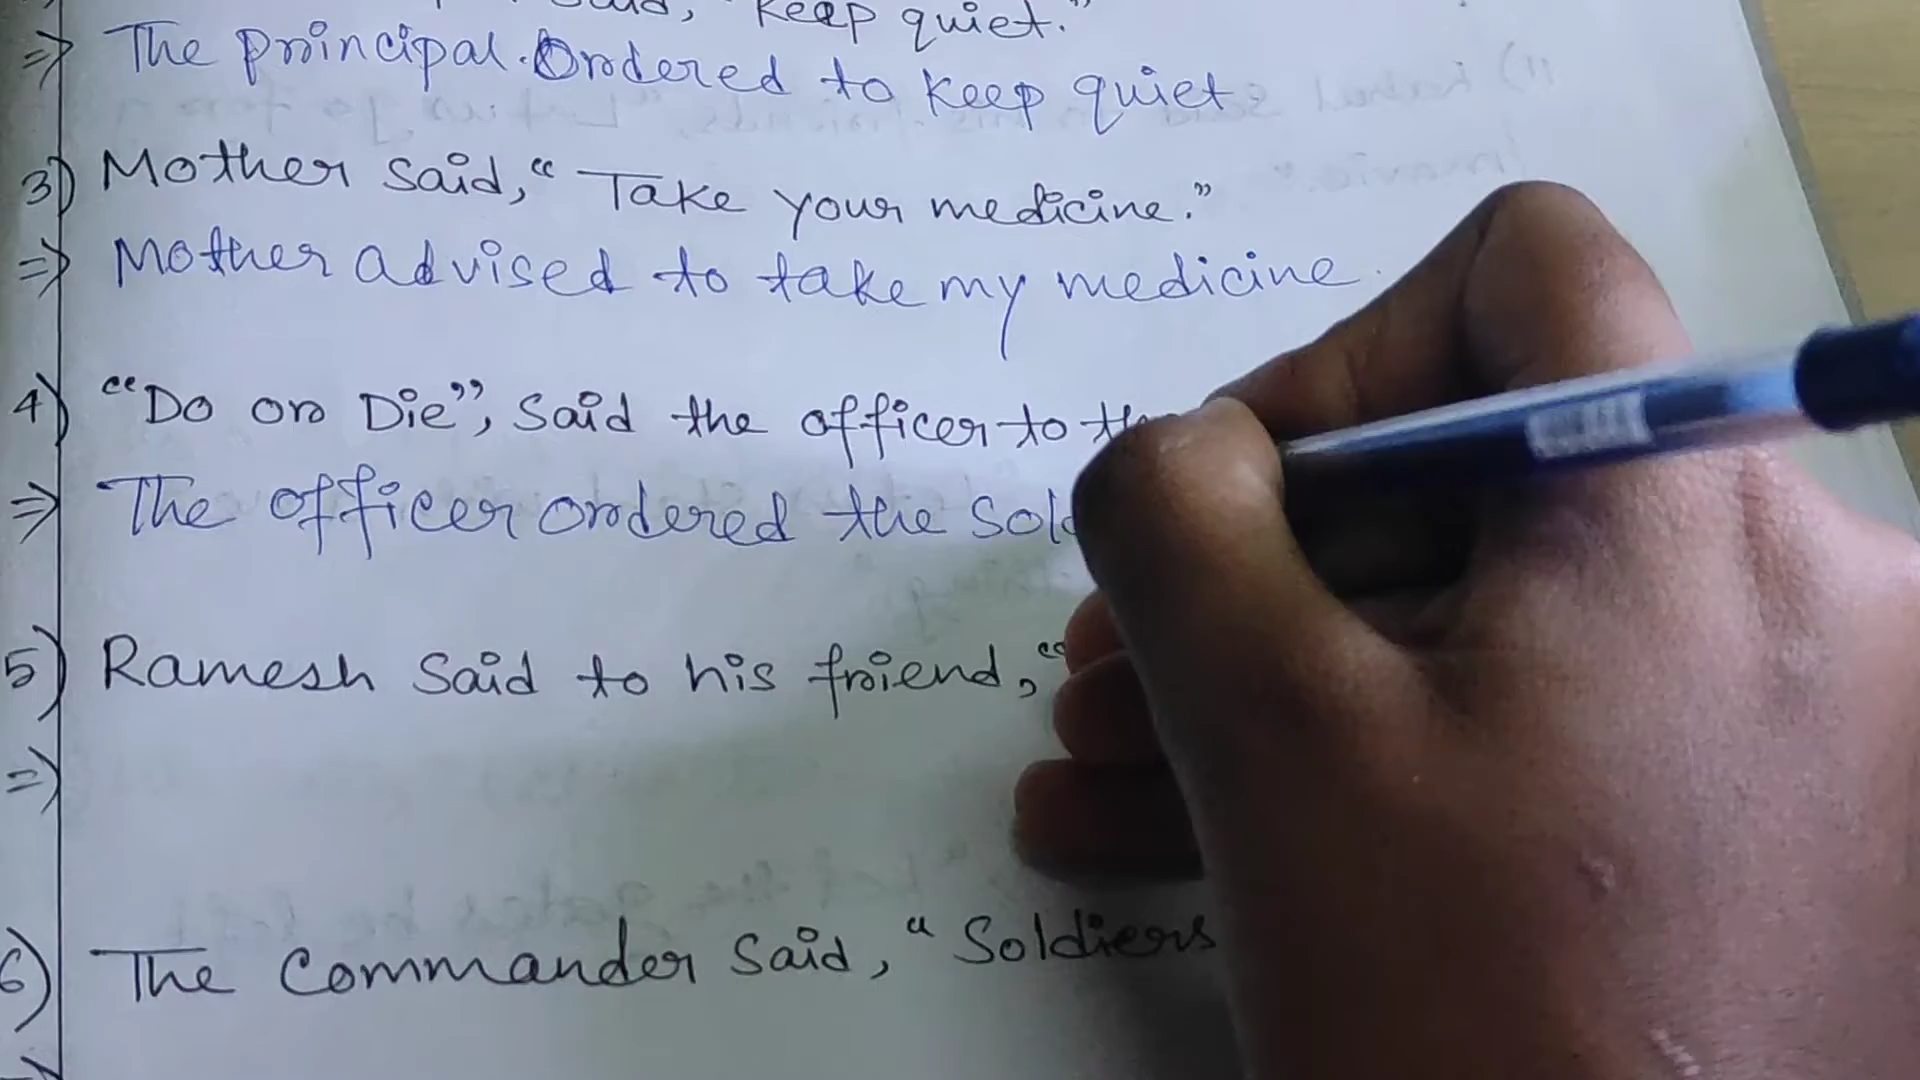 said, "Keep quiet."
=> The principal. Ordered to keep quiet.
3) Mother said, "Take your medicine."
=> Mother advised to take my medicine.
4) "Do or Die", said the officer to
=> The officer ordered the
5) Ramesh said to his friend, "
=>
6) The Commander said, "Soldiers